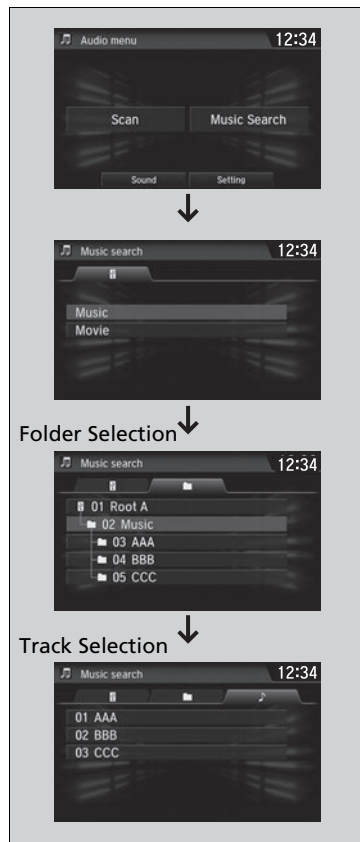 Audio menu 12:34
Scan Music Search
Sound Setting
Music search 12:34
Music
Movie
Folder Selection
Music search 12:34
01 Root A
02 Music
03 AAA
04 BBB
05 CCC
Track Selection
Music search 12:34
01 AAA
02 BBB
03 CCC